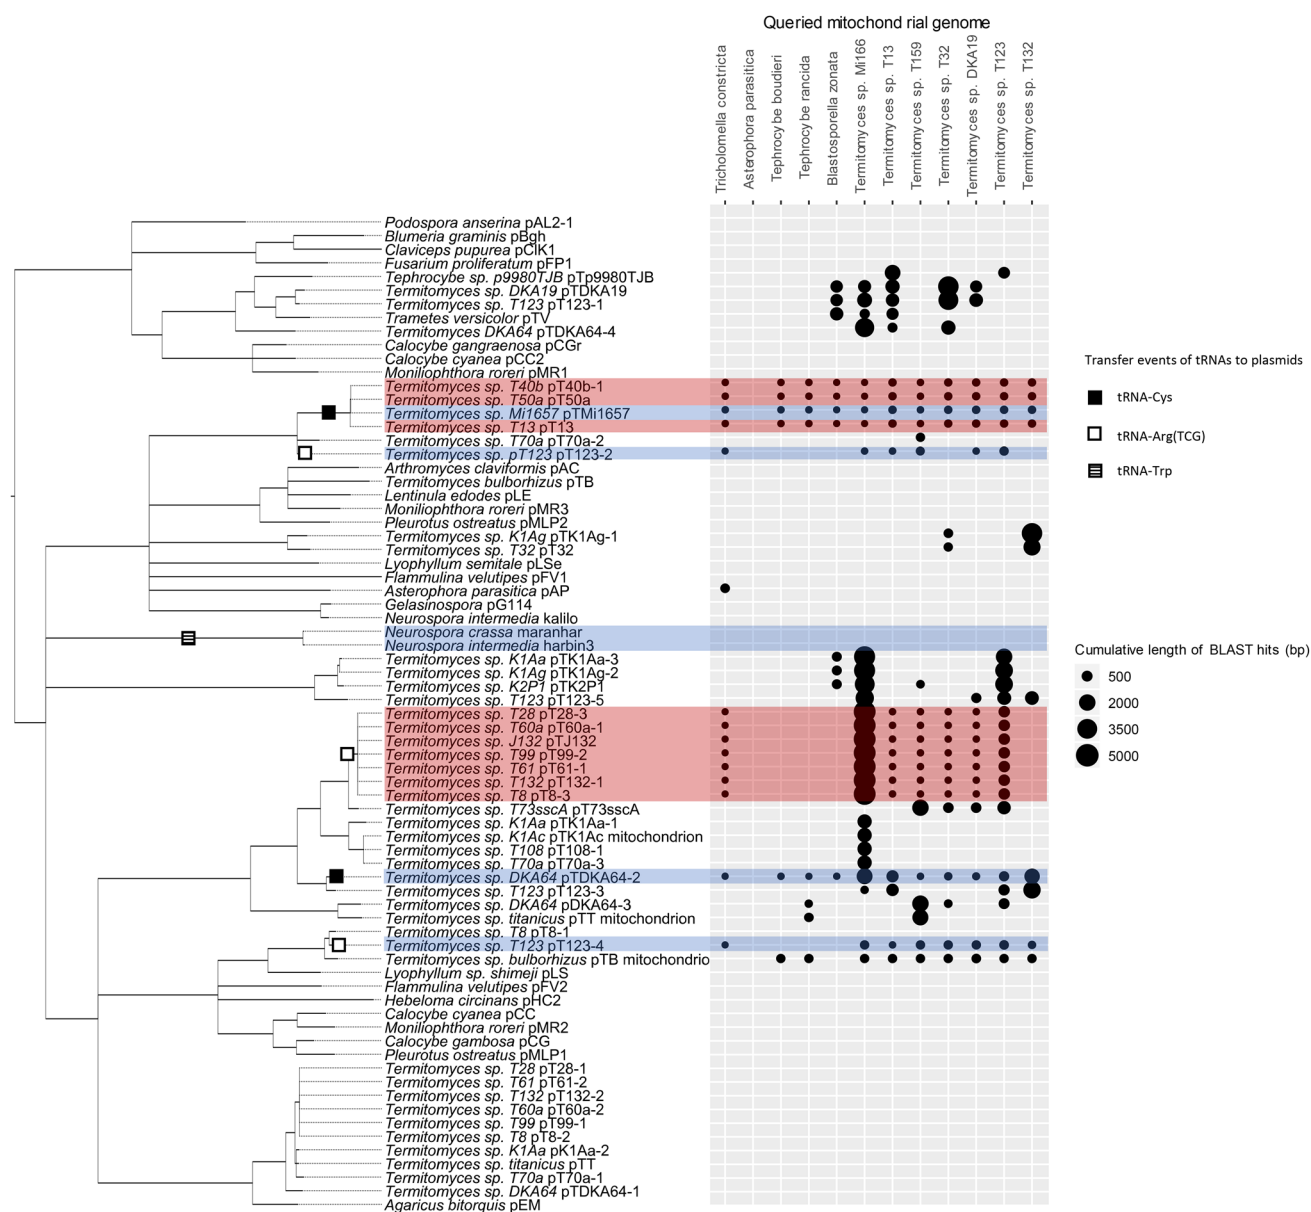 Queried mitochond rial genome
Tricholomella constricta
Asterophora parasitica
Tephrocybe boudieri
Tephrocybe rancida
Blastosporella zonata
Termitomyces sp. Mi166
Termitomyces sp. T13
Termitomyces sp. T159
Termitomyces sp. T32
Termitomyces sp. DKA19
Termitomyces sp. T123
Termitomyces sp. T132
Podospora anserina pAL2-1
Blumeria graminis pBgh
Claviceps pupurea pClK1
Fusarium proliferatum pFP1
Tephrocybe sp. p9980TJB pTp9980TJB
Termitomyces sp. DKA19 pTDKA19
Termitomyces sp. T123 pT123-1
Trametes versicolor pTV
Termitomyces DKA64 pTDKA64-4
Calocybe gangraenosa pCGr
Calocybe cyanea pCC2
Moniliophthora roreri pMR1
Termitomyces sp. T40b pT40b-1
Termitomyces sp. T50a pT50a
Termitomyces sp. Mi1657 pTMi1657
Termitomyces sp. T13 pT13
Termitomyces sp. T70a pT70a-2
Termitomyces sp. pT123 pT123-2
Arthromyces claviformis pAC
Termitomyces bulborhizus pTB
Lentinula edodes pLE
Moniliophthora roreri pMR3
Pleurotus ostreatus pMLP2
Termitomyces sp. K1Ag pTK1Ag-1
Termitomyces sp. T32 pT32
Lyophyllum semitale pLSe
Flammulina velutipes pFV1
Asterophora parasitica pAP
Gelasinospora pG114
Neurospora intermedia kalilo
Neurospora crassa maranhar
Neurospora intermedia harbin3
Termitomyces sp. K1Aa pTK1Aa-3
Termitomyces sp. K1Ag pTK1Ag-2
Termitomyces sp. K2P1 pTK2P1
Termitomyces sp. T123 pT123-5
Termitomyces sp. T28 pT28-3
Termitomyces sp. T60a pT60a-1
Termitomyces sp. J132 pTJ132
Termitomyces sp. T99 pT99-2
Termitomyces sp. T61 pT61-1
Termitomyces sp. T132 pT132-1
Termitomyces sp. T8 pT8-3
Termitomyces sp. T73sscA pT73sscA
Termitomyces sp. K1Aa pTK1Aa-1
Termitomyces sp. K1Ac pTK1Ac mitochondrion
Termitomyces sp. T108 pT108-1
Termitomyces sp. T70a pT70a-3
Termitomyces sp. DKA64 pTDKA64-2
Termitomyces sp. T123 pT123-3
Termitomyces sp. DKA64 pDKA64-3
Termitomyces sp. titanicus pTT mitochondrion
Termitomyces sp. T8 pT8-1
Termitomyces sp. T123 pT123-4
Termitomyces sp. bulborhizus pTB mitochondrio
Lyophyllum sp. shimeji pLS
Flammulina velutipes pFV2
Hebeloma circinans pHC2
Calocybe cyanea pCC
Moniliophthora roreri pMR2
Calocybe gambosa pCG
Pleurotus ostreatus pMLP1
Termitomyces sp. T28 pT28-1
Termitomyces sp. T61 pT61-2
Termitomyces sp. T132 pT132-2
Termitomyces sp. T60a pT60a-2
Termitomyces sp. T99 pT99-1
Termitomyces sp. T8 pT8-2
Termitomyces sp. K1Aa pK1Aa-2
Termitomyces sp. titanicus pTT
Termitomyces sp. T70a pT70a-1
Termitomyces sp. DKA64 pTDKA64-1
Agaricus bitorquis pEM
Transfer events of tRNAs to plasmids
tRNA-Cys
tRNA-Arg(TCG)
tRNA-Trp
Cumulative length of BLAST hits (bp)
500
2000
3500
5000